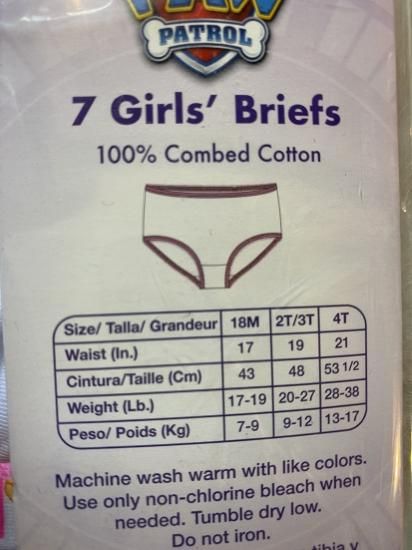 PAW
PATROL
7 Girls' Briefs
100% Combed Cotton
Size/ Talla/ Grandeur 18M 2T/3T 4T
Waist (In.) 17 19 21
Cintura/Taille (Cm) 43 48 53 1/2
Weight (Lb.) 17-19 20-27 28-38
Peso/ Poids (Kg) 7-9 9-12 13-17
Machine wash warm with like colors.
Use only non-chlorine bleach when
needed. Tumble dry low.
Do not iron.